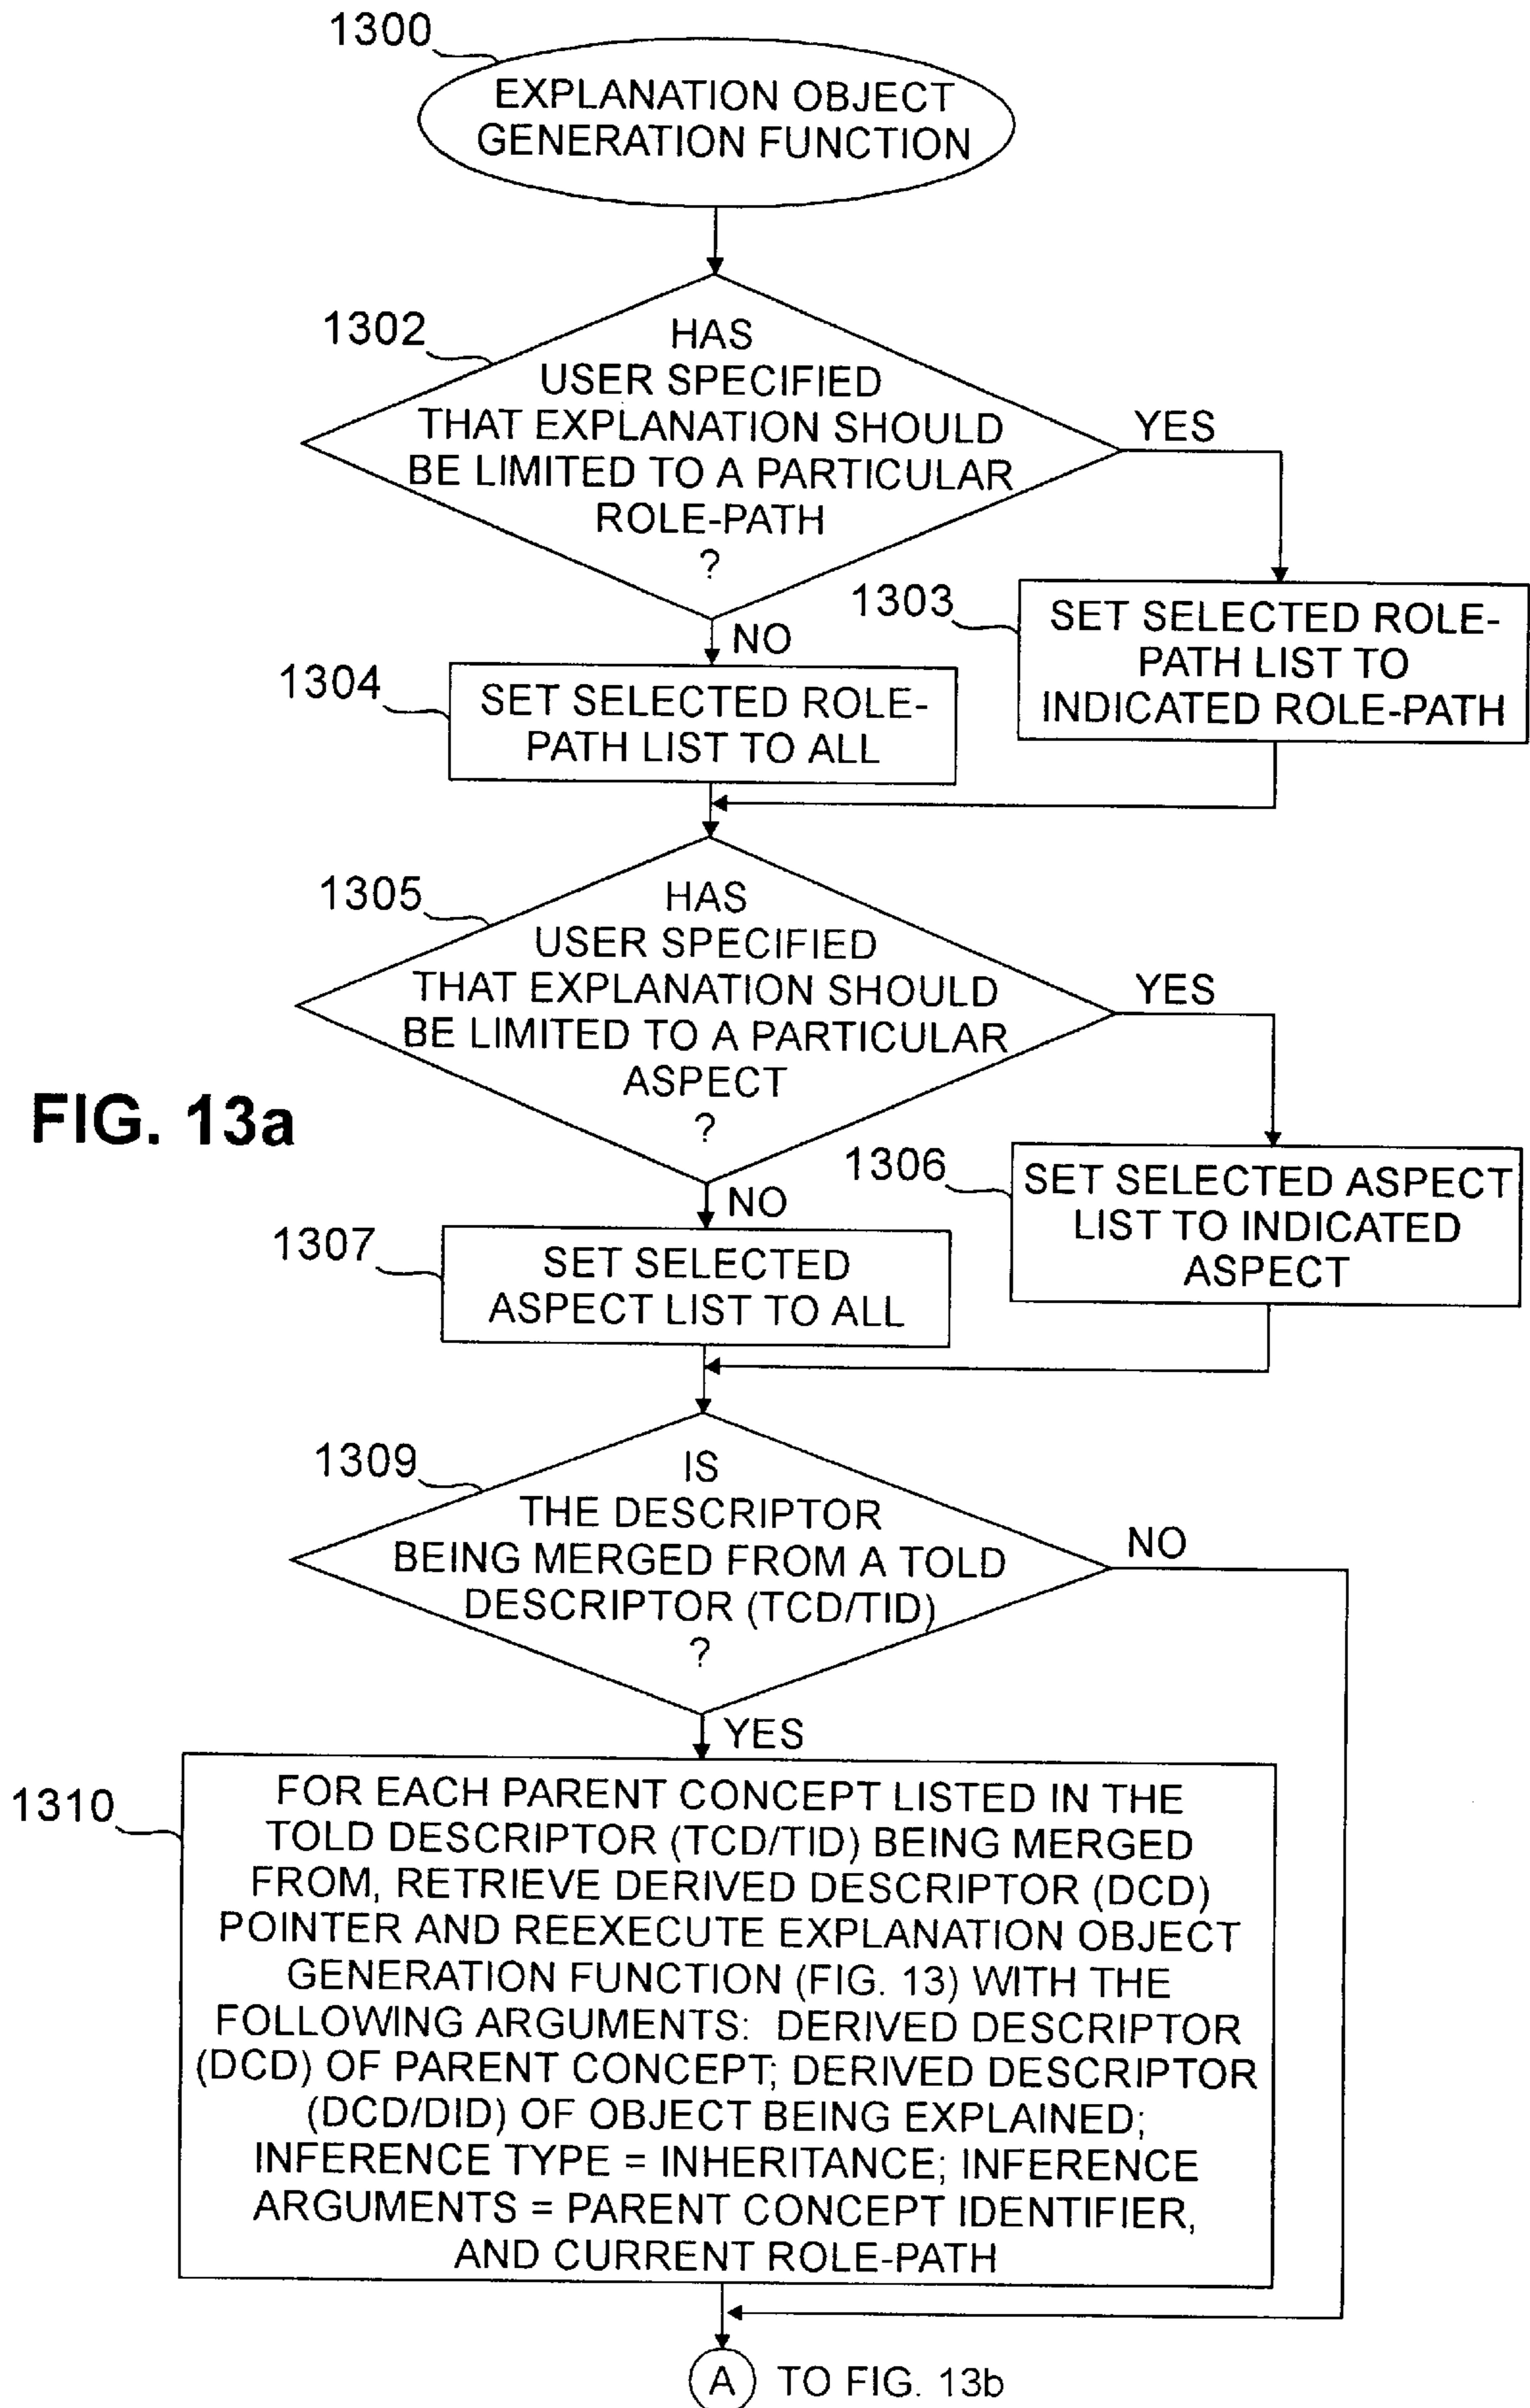 1300
EXPLANATION OBJECT
GENERATION FUNCTION
1302
HAS
USER SPECIFIED
THAT EXPLANATION SHOULD
BE LIMITED TO A PARTICULAR
ROLE-PATH
?
YES
NO
1303
SET SELECTED ROLE-
PATH LIST TO
INDICATED ROLE-PATH
1304
SET SELECTED ROLE-
PATH LIST TO ALL
1305
HAS
USER SPECIFIED
THAT EXPLANATION SHOULD
BE LIMITED TO A PARTICULAR
ASPECT
?
YES
NO
FIG. 13a
1306
SET SELECTED ASPECT
LIST TO INDICATED
ASPECT
1307
SET SELECTED
ASPECT LIST TO ALL
1309
IS
THE DESCRIPTOR
BEING MERGED FROM A TOLD
DESCRIPTOR (TCD/TID)
?
NO
YES
1310
FOR EACH PARENT CONCEPT LISTED IN THE
TOLD DESCRIPTOR (TCD/TID) BEING MERGED
FROM, RETRIEVE DERIVED DESCRIPTOR (DCD)
POINTER AND REEXECUTE EXPLANATION OBJECT
GENERATION FUNCTION (FIG. 13) WITH THE
FOLLOWING ARGUMENTS: DERIVED DESCRIPTOR
(DCD) OF PARENT CONCEPT; DERIVED DESCRIPTOR
(DCD/DID) OF OBJECT BEING EXPLAINED;
INFERENCE TYPE = INHERITANCE; INFERENCE
ARGUMENTS = PARENT CONCEPT IDENTIFIER,
AND CURRENT ROLE-PATH
A TO FIG. 13b